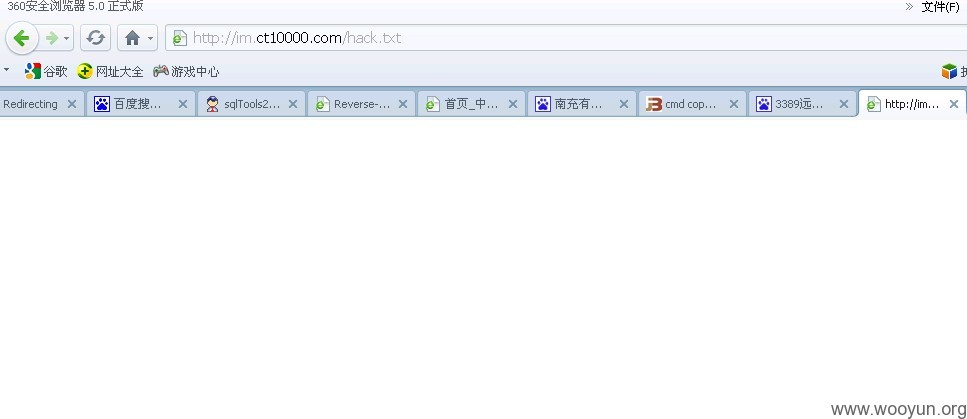 360安全浏览器 5.0 正式版 » 文件(F)
http://im.ct10000.com/hack.txt
谷歌 网址大全 游戏中心
Redirecting 百度搜... sqlTools2... Reverse-... 首页_中... 南充有... cmd cop... 3389远... http://im...
www.wooyun.org